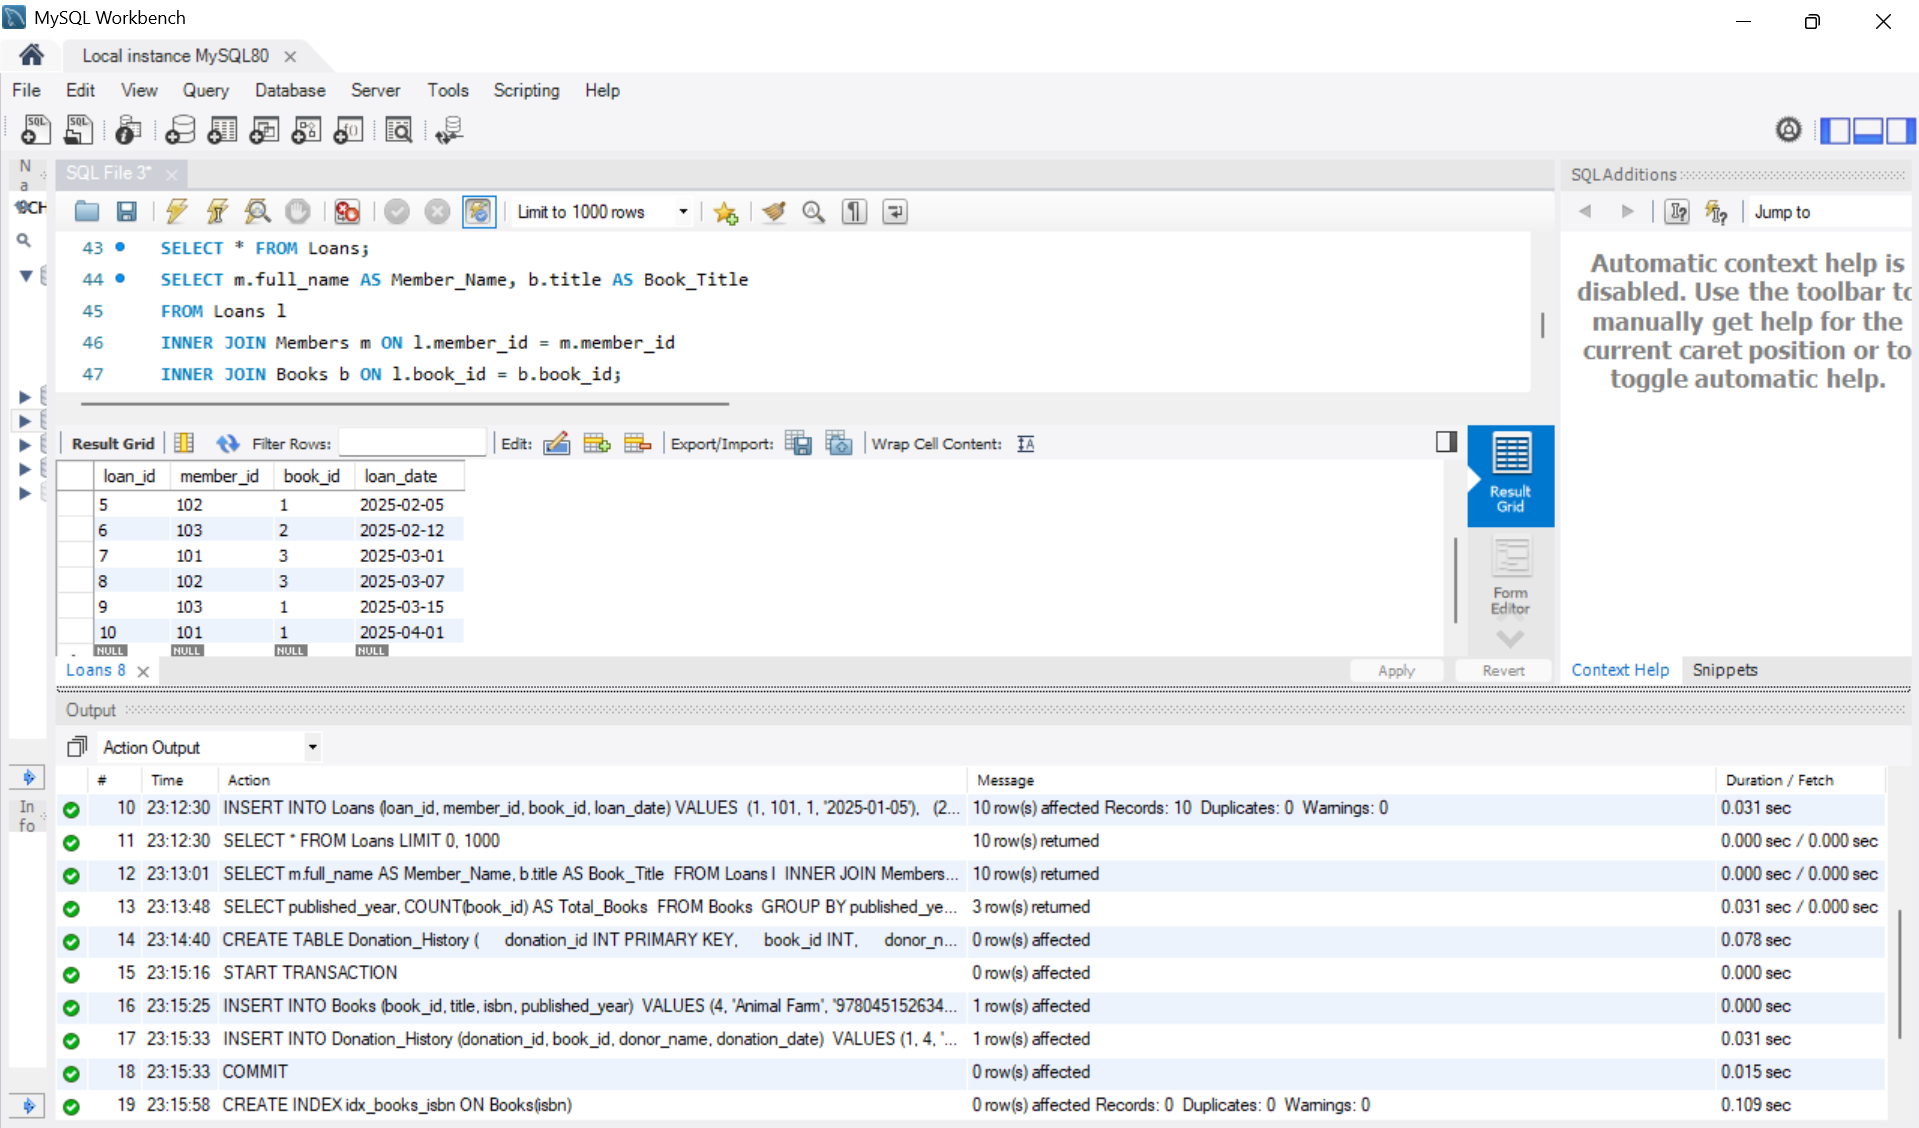 MySQL Workbench
Local instance MySQL80
File Edit View Query Database Server Tools Scripting Help
N
a
SQL File 3*
SQLAdditions
CH
Limit to 1000 rows
Jump to
43 SELECT * FROM Loans;
44 SELECT m.full_name AS Member_Name, b.title AS Book_Title
45 FROM Loans l
46 INNER JOIN Members m ON l.member_id = m.member_id
47 INNER JOIN Books b ON l.book_id = b.book_id;
Automatic context help is
disabled. Use the toolbar to
manually get help for the
current caret position or to
toggle automatic help.
Result Grid Filter Rows: Edit: Export/Import: Wrap Cell Content:
loan_id member_id book_id loan_date
5 102 1 2025-02-05
6 103 2 2025-02-12
7 101 3 2025-03-01
8 102 3 2025-03-07
9 103 1 2025-03-15
10 101 1 2025-04-01
NULL NULL NULL NULL
Result
Grid
Form
Editor
Loans 8
Apply Revert
Context Help Snippets
Output
Action Output
# Time Action Message Duration / Fetch
In
fo
10 23:12:30 INSERT INTO Loans (loan_id, member_id, book_id, loan_date) VALUES (1, 101, 1, '2025-01-05'), (2... 10 row(s) affected Records: 10 Duplicates: 0 Warnings: 0 0.031 sec
11 23:12:30 SELECT * FROM Loans LIMIT 0, 1000 10 row(s) returned 0.000 sec / 0.000 sec
12 23:13:01 SELECT m.full_name AS Member_Name, b.title AS Book_Title FROM Loans l INNER JOIN Members... 10 row(s) returned 0.000 sec / 0.000 sec
13 23:13:48 SELECT published_year, COUNT(book_id) AS Total_Books FROM Books GROUP BY published_ye... 3 row(s) returned 0.031 sec / 0.000 sec
14 23:14:40 CREATE TABLE Donation_History ( donation_id INT PRIMARY KEY, book_id INT, donor_n... 0 row(s) affected 0.078 sec
15 23:15:16 START TRANSACTION 0 row(s) affected 0.000 sec
16 23:15:25 INSERT INTO Books (book_id, title, isbn, published_year) VALUES (4, 'Animal Farm', '978045152634... 1 row(s) affected 0.000 sec
17 23:15:33 INSERT INTO Donation_History (donation_id, book_id, donor_name, donation_date) VALUES (1, 4, '... 1 row(s) affected 0.031 sec
18 23:15:33 COMMIT 0 row(s) affected 0.015 sec
19 23:15:58 CREATE INDEX idx_books_isbn ON Books(isbn) 0 row(s) affected Records: 0 Duplicates: 0 Warnings: 0 0.109 sec